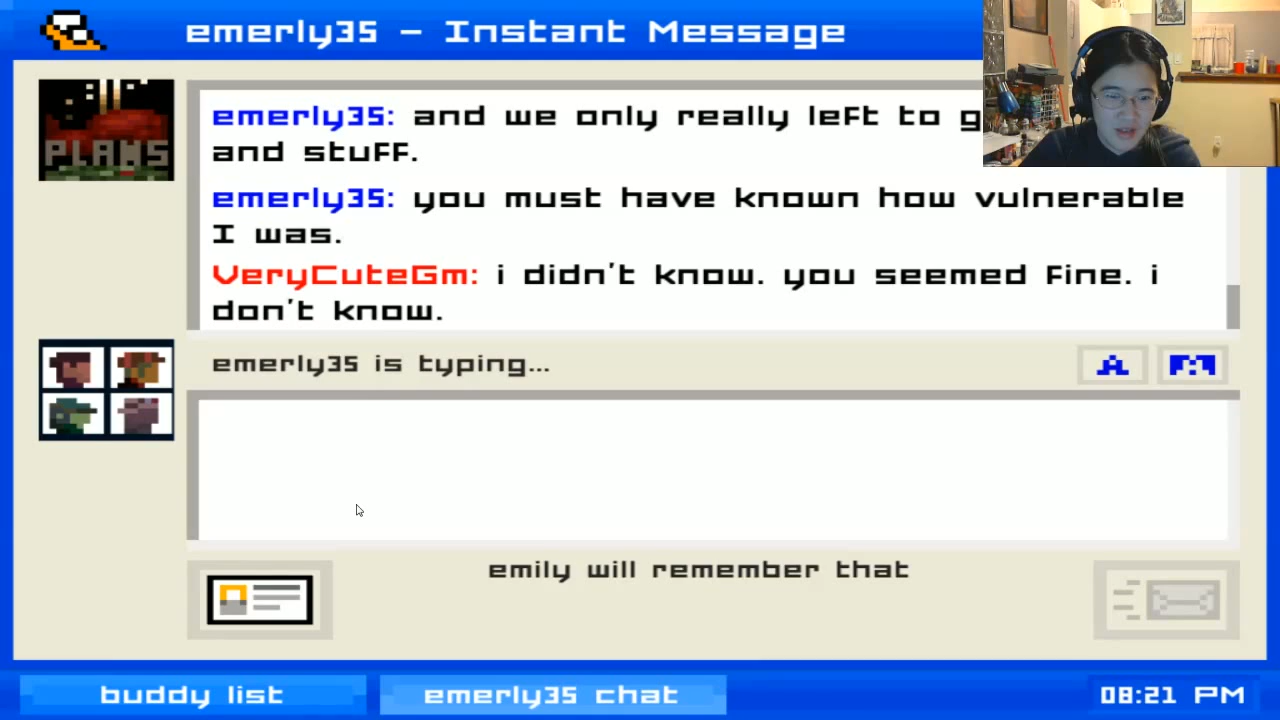 emerly35 - Instant Message
emerly35: and we only really left to
and stuff.
emerly35: you must have known how vulnerable
I was.
VeryCuteGm: i didn't know. you seemed fine. i
don't know.
PLANS
emerly35 is typing...
A
emily will remember that
buddy list
emerly35 chat
08:21 PM